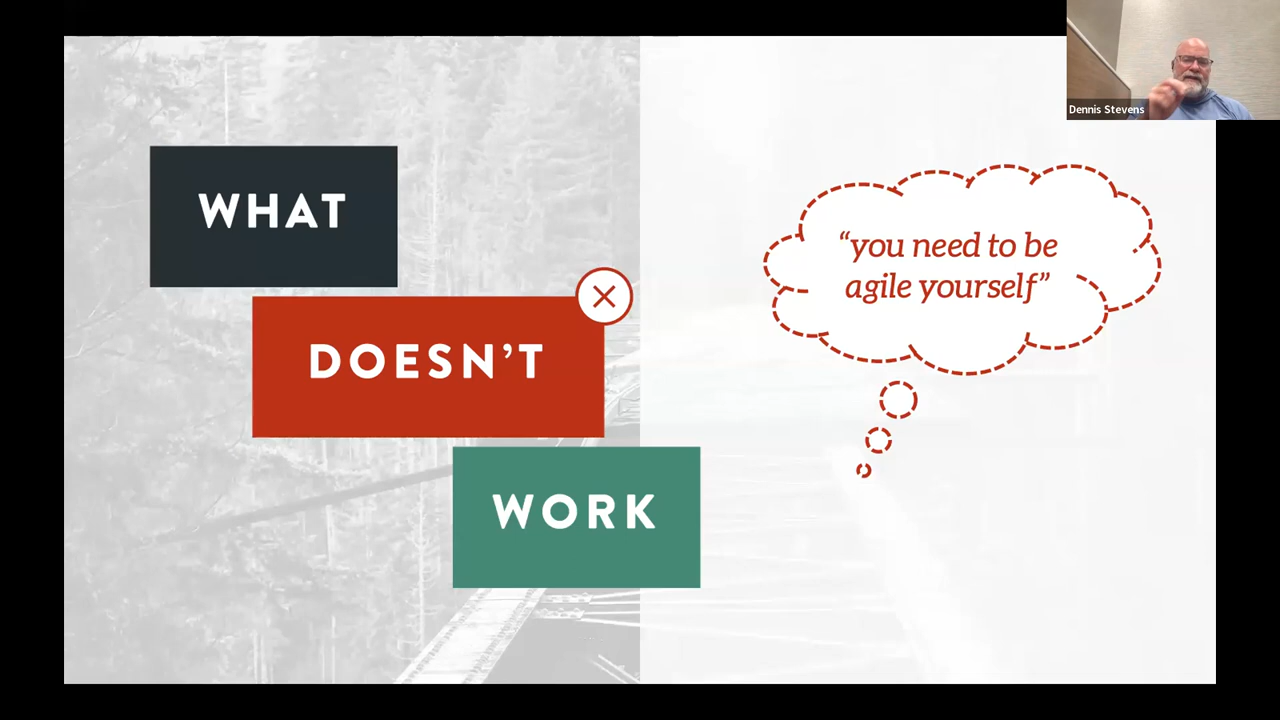 Dennis Stevens
WHAT
DOESN’T
WORK
“you need to be
agile yourself”